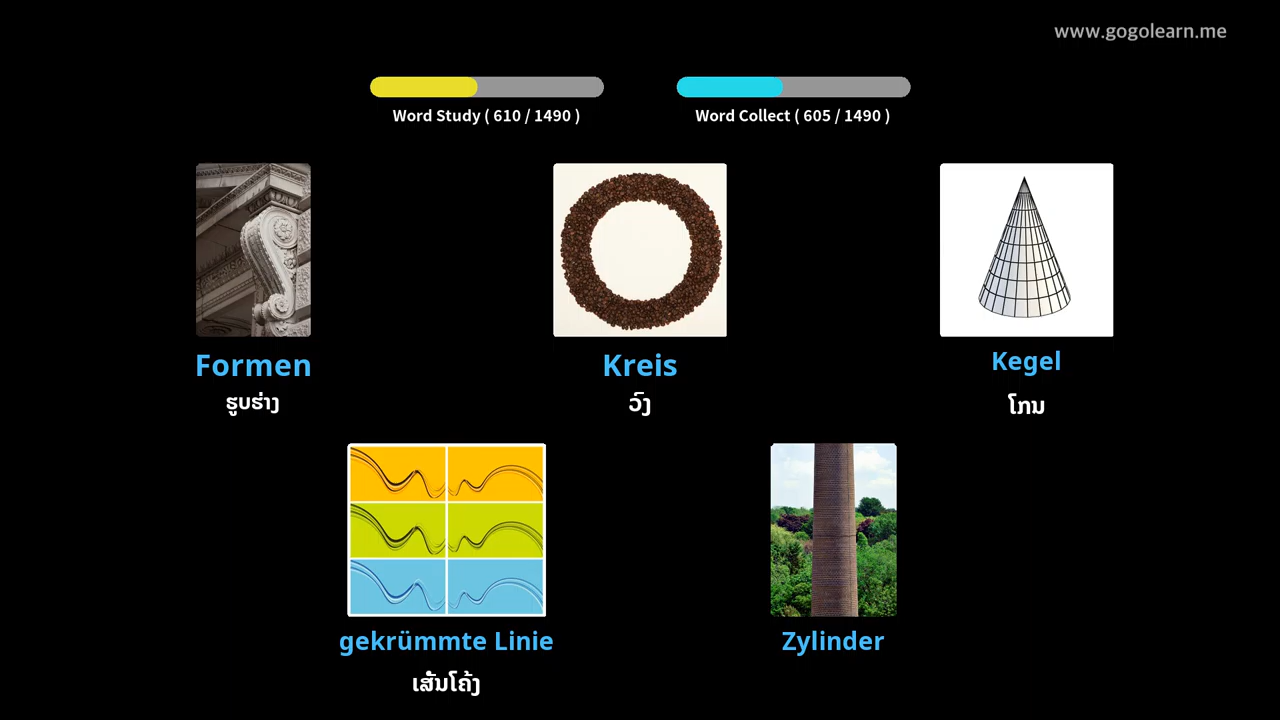 www.gogolearn.me
Word Study ( 610 / 1490 )
Word Collect ( 605 / 1490 )
Formen
ຮູບຮ່າງ
Kreis
ວົງ
Kegel
ໂກນ
gekrümmte Linie
ເສັ້ນໂຄ້ງ
Zylinder